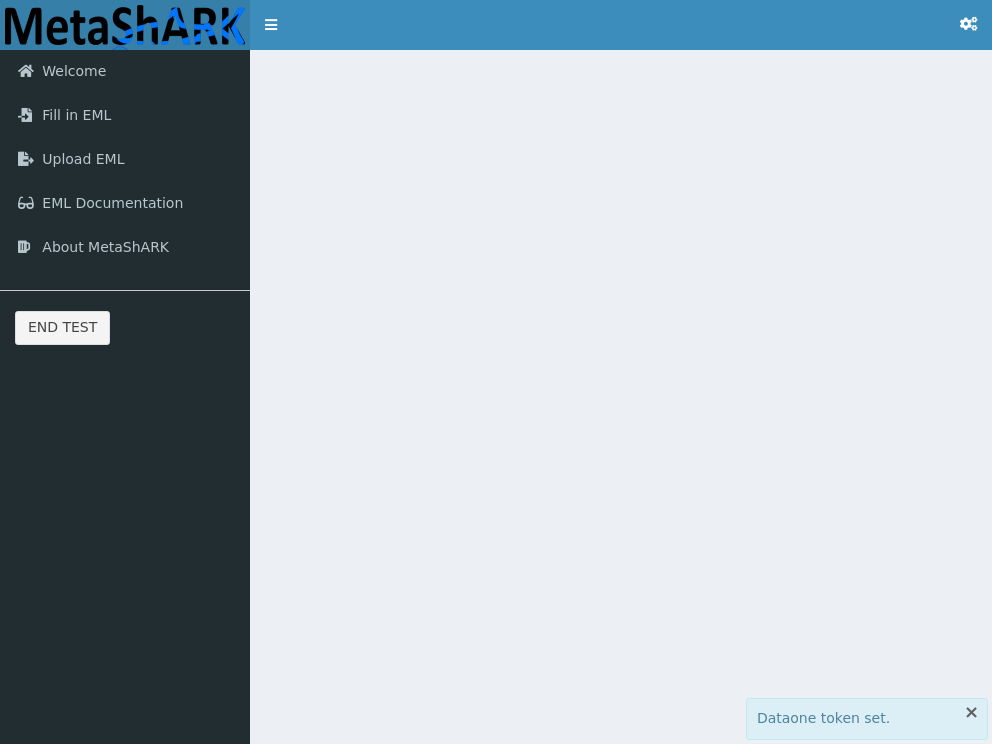 MetaShARK
Welcome
Fill in EML
Upload EML
EML Documentation
About MetaShARK
END TEST
Dataone token set.